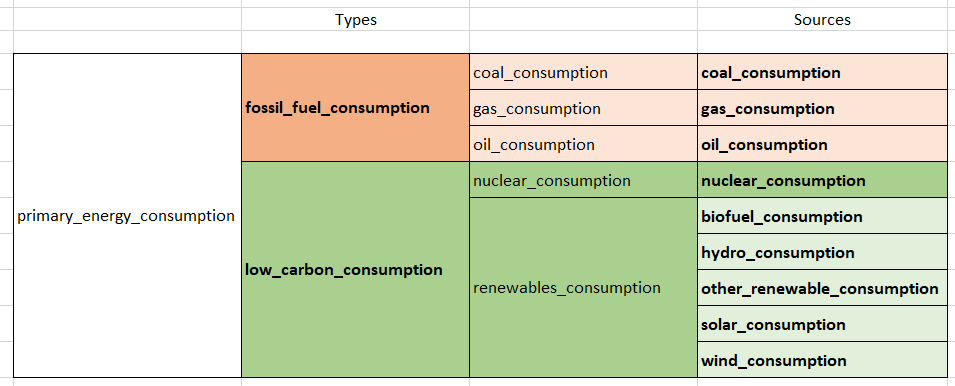 Types
Sources
primary_energy_consumption
fossil_fuel_consumption
coal_consumption
coal_consumption
gas_consumption
gas_consumption
oil_consumption
oil_consumption
low_carbon_consumption
nuclear_consumption
nuclear_consumption
renewables_consumption
biofuel_consumption
hydro_consumption
other_renewable_consumption
solar_consumption
wind_consumption